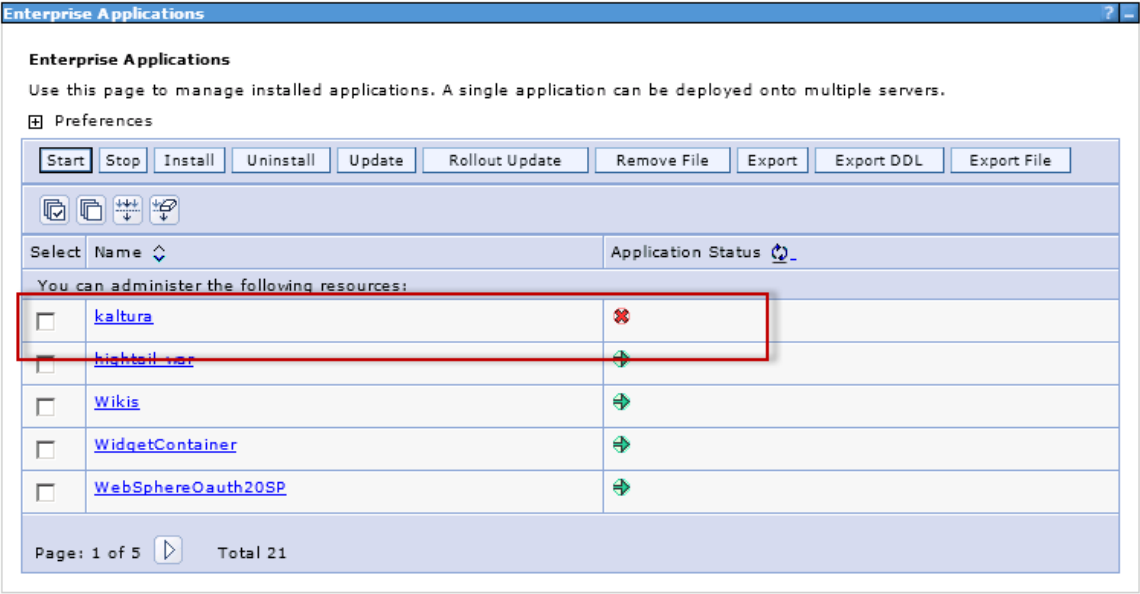 Enterprise Applications ? -
Enterprise Applications
Use this page to manage installed applications. A single application can be deployed onto multiple servers.
Preferences
Start Stop Install Uninstall Update Rollout Update Remove File Export Export DDL Export File
Select Name Application Status
You can administer the following resources:
kaltura
hightail-war
Wikis
WidgetContainer
WebSphereOauth20SP
Page: 1 of 5 Total 21